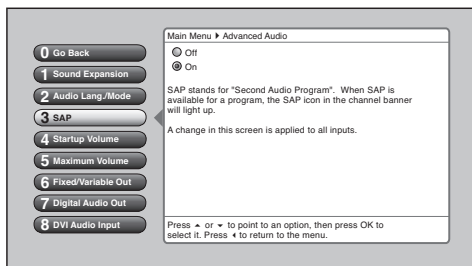 0 Go Back
1 Sound Expansion
2 Audio Lang./Mode
3 SAP
4 Startup Volume
5 Maximum Volume
6 Fixed/Variable Out
7 Digital Audio Out
8 DVI Audio Input
Main Menu ▶ Advanced Audio
Off
On
SAP stands for "Second Audio Program". When SAP is
available for a program, the SAP icon in the channel banner
will light up.
A change in this screen is applied to all inputs.
Press ▲ or ▼ to point to an option, then press OK to
select it. Press ◀ to return to the menu.